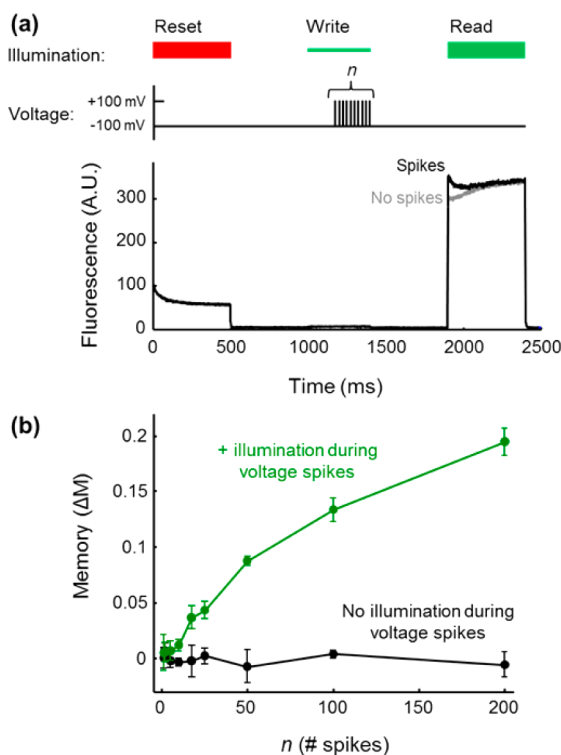 (a)
Reset Write Read
Illumination:
n
Voltage:
+100 mV
-100 mV
Fluorescence (A.U.)
300
200
100
0
Spikes
No spikes
0 500 1000 1500 2000 2500
Time (ms)
(b)
Memory (ΔM)
0.2
0.15
0.1
0.05
0
+ illumination during
voltage spikes
No illumination during
voltage spikes
0 50 100 150 200
n (# spikes)